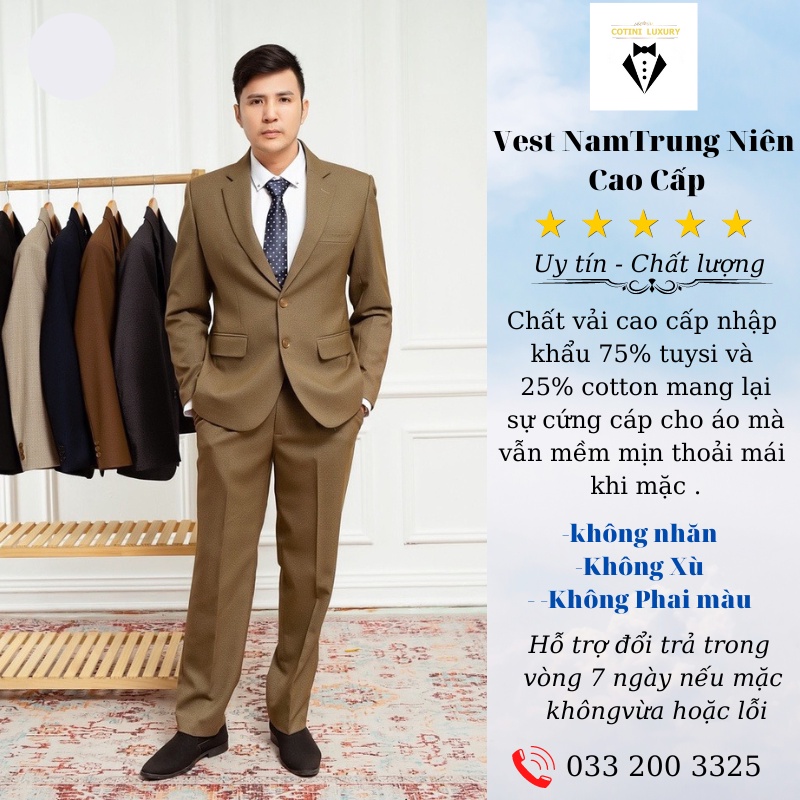 COTINI LUXURY
Vest NamTrung Niên
Cao Cấp
Uy tín - Chất lượng
Chất vải cao cấp nhập
khẩu 75% tuysi và
25% cotton mang lại
sự cứng cáp cho áo mà
vẫn mềm mịn thoải mái
khi mặc .
-không nhăn
-Không Xù
- -Không Phai màu
Hỗ trợ đổi trả trong
vòng 7 ngày nếu mặc
khôngvừa hoặc lỗi
033 200 3325